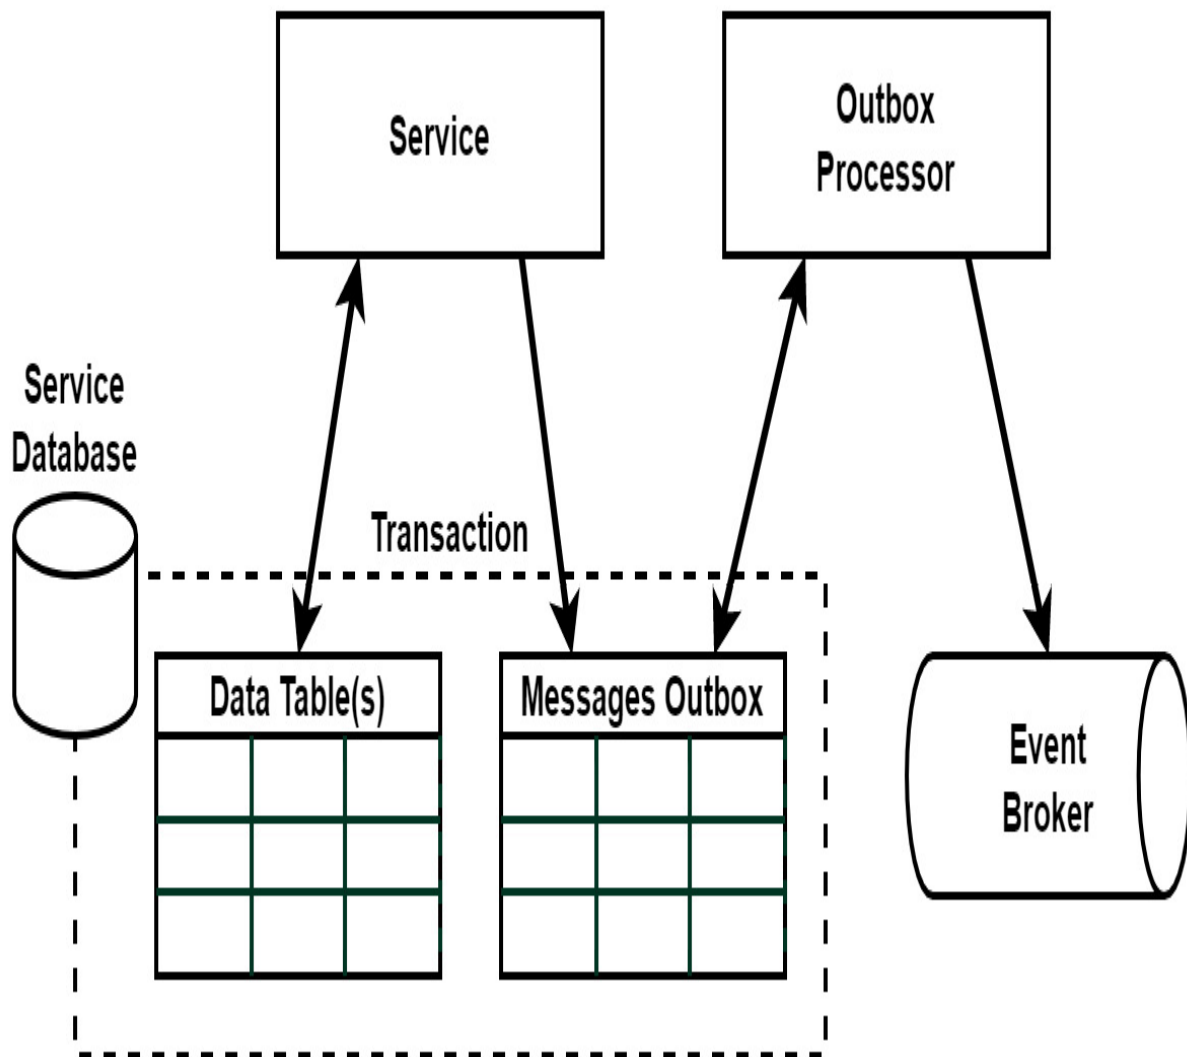 Service
Outbox
Processor
Service
Database
Transaction
Data Table(s)
Messages Outbox
Event
Broker